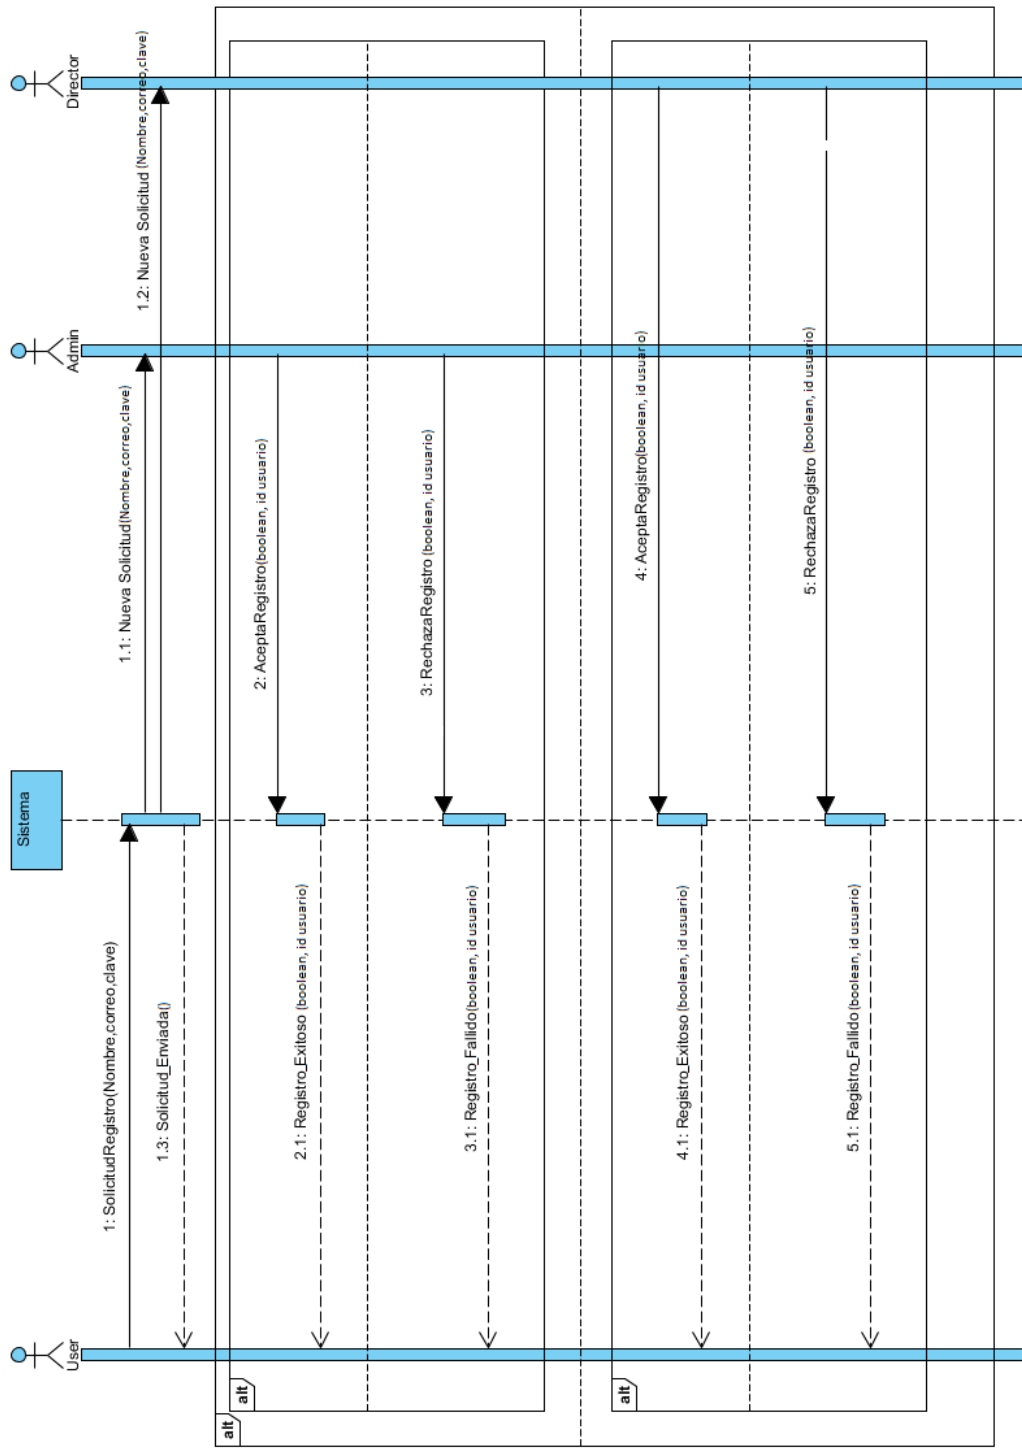 User
Sistema
Admin
Director
1: SolicitudRegistro(Nombre,correo,clave)
1.1: Nueva Solicitud(Nombre,correo,clave)
1.2: Nueva Solicitud (Nombre,correo,clave)
1.3: Solicitud_Enviada()
alt
alt
2: AceptaRegistro(boolean, id usuario)
2.1: Registro_Exitoso (boolean, id usuario)
3: RechazaRegistro (boolean, id usuario)
3.1: Registro_Fallido(boolean, id usuario)
alt
4: AceptaRegistro(boolean, id usuario)
4.1: Registro_Exitoso (boolean, id usuario)
5: RechazaRegistro (boolean, id usuario)
5.1: Registro_Fallido(boolean, id usuario)